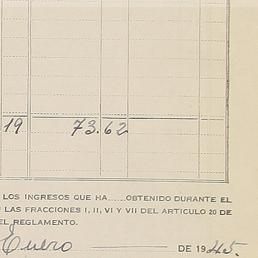 19 73.62
LOS INGRESOS QUE HA......OBTENIDO DURANTE EL
LAS FRACCIONES I, II, VI Y VII DEL ARTICULO 20 DE
EL REGLAMENTO.
Enero DE 1945.